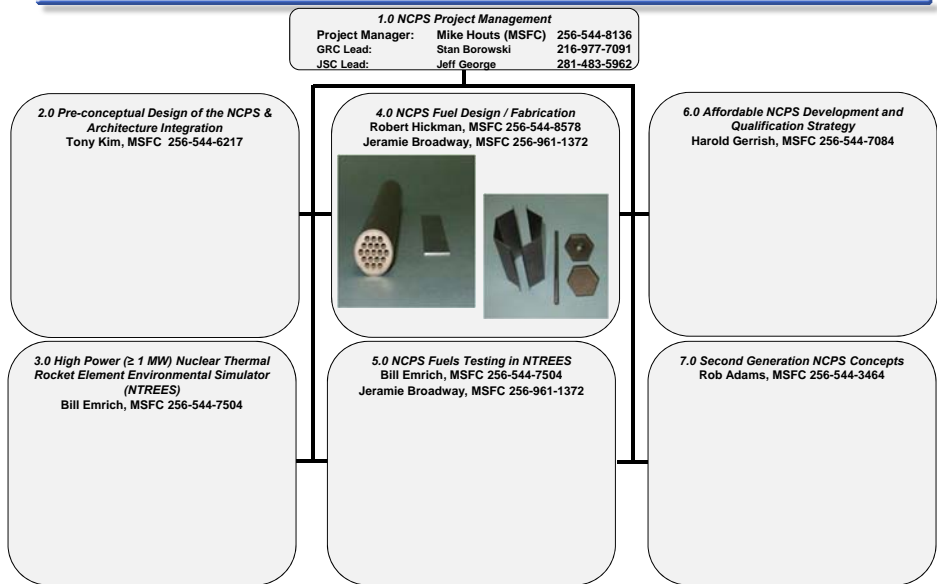 1.0 NCPS Project Management
Project Manager: Mike Houts (MSFC) 256-544-8136
GRC Lead: Stan Borowski 216-977-7091
JSC Lead: Jeff George 281-483-5962
2.0 Pre-conceptual Design of the NCPS &
Architecture Integration
Tony Kim, MSFC 256-544-6217
4.0 NCPS Fuel Design / Fabrication
Robert Hickman, MSFC 256-544-8578
Jeramie Broadway, MSFC 256-961-1372
6.0 Affordable NCPS Development and
Qualification Strategy
Harold Gerrish, MSFC 256-544-7084
3.0 High Power (≥ 1 MW) Nuclear Thermal
Rocket Element Environmental Simulator
(NTREES)
Bill Emrich, MSFC 256-544-7504
5.0 NCPS Fuels Testing in NTREES
Bill Emrich, MSFC 256-544-7504
Jeramie Broadway, MSFC 256-961-1372
7.0 Second Generation NCPS Concepts
Rob Adams, MSFC 256-544-3464